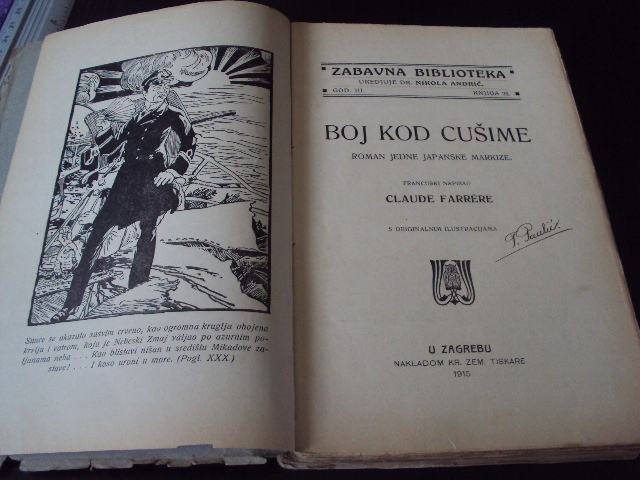 Sunce se ukazalo sasvim crveno, kao ogromna kruglja obojena
krvlju i vatrom, koju je Nebeski Zmaj valjao po azurnim po-
ljanama neba . . . Kao blistavi nišan u središtu Mikadove za-
stave! . . . I koso uroni u more. (Pogl. XXX)
ZABAVNA BIBLIOTEKA
UREDJUJE DR. NIKOLA ANDRIĆ.
GOD. III.
KNJIGA
BOJ KOD CUŠIME
ROMAN JEDNE JAPANSKE MARKIZE.
FRANCUSKI NAPISAO
CLAUDE FARRÈRE
S ORIGINALNIM ILUSTRACIJAMA
U ZAGREBU
NAKLADOM KR. ZEM. TISKARE
1915.